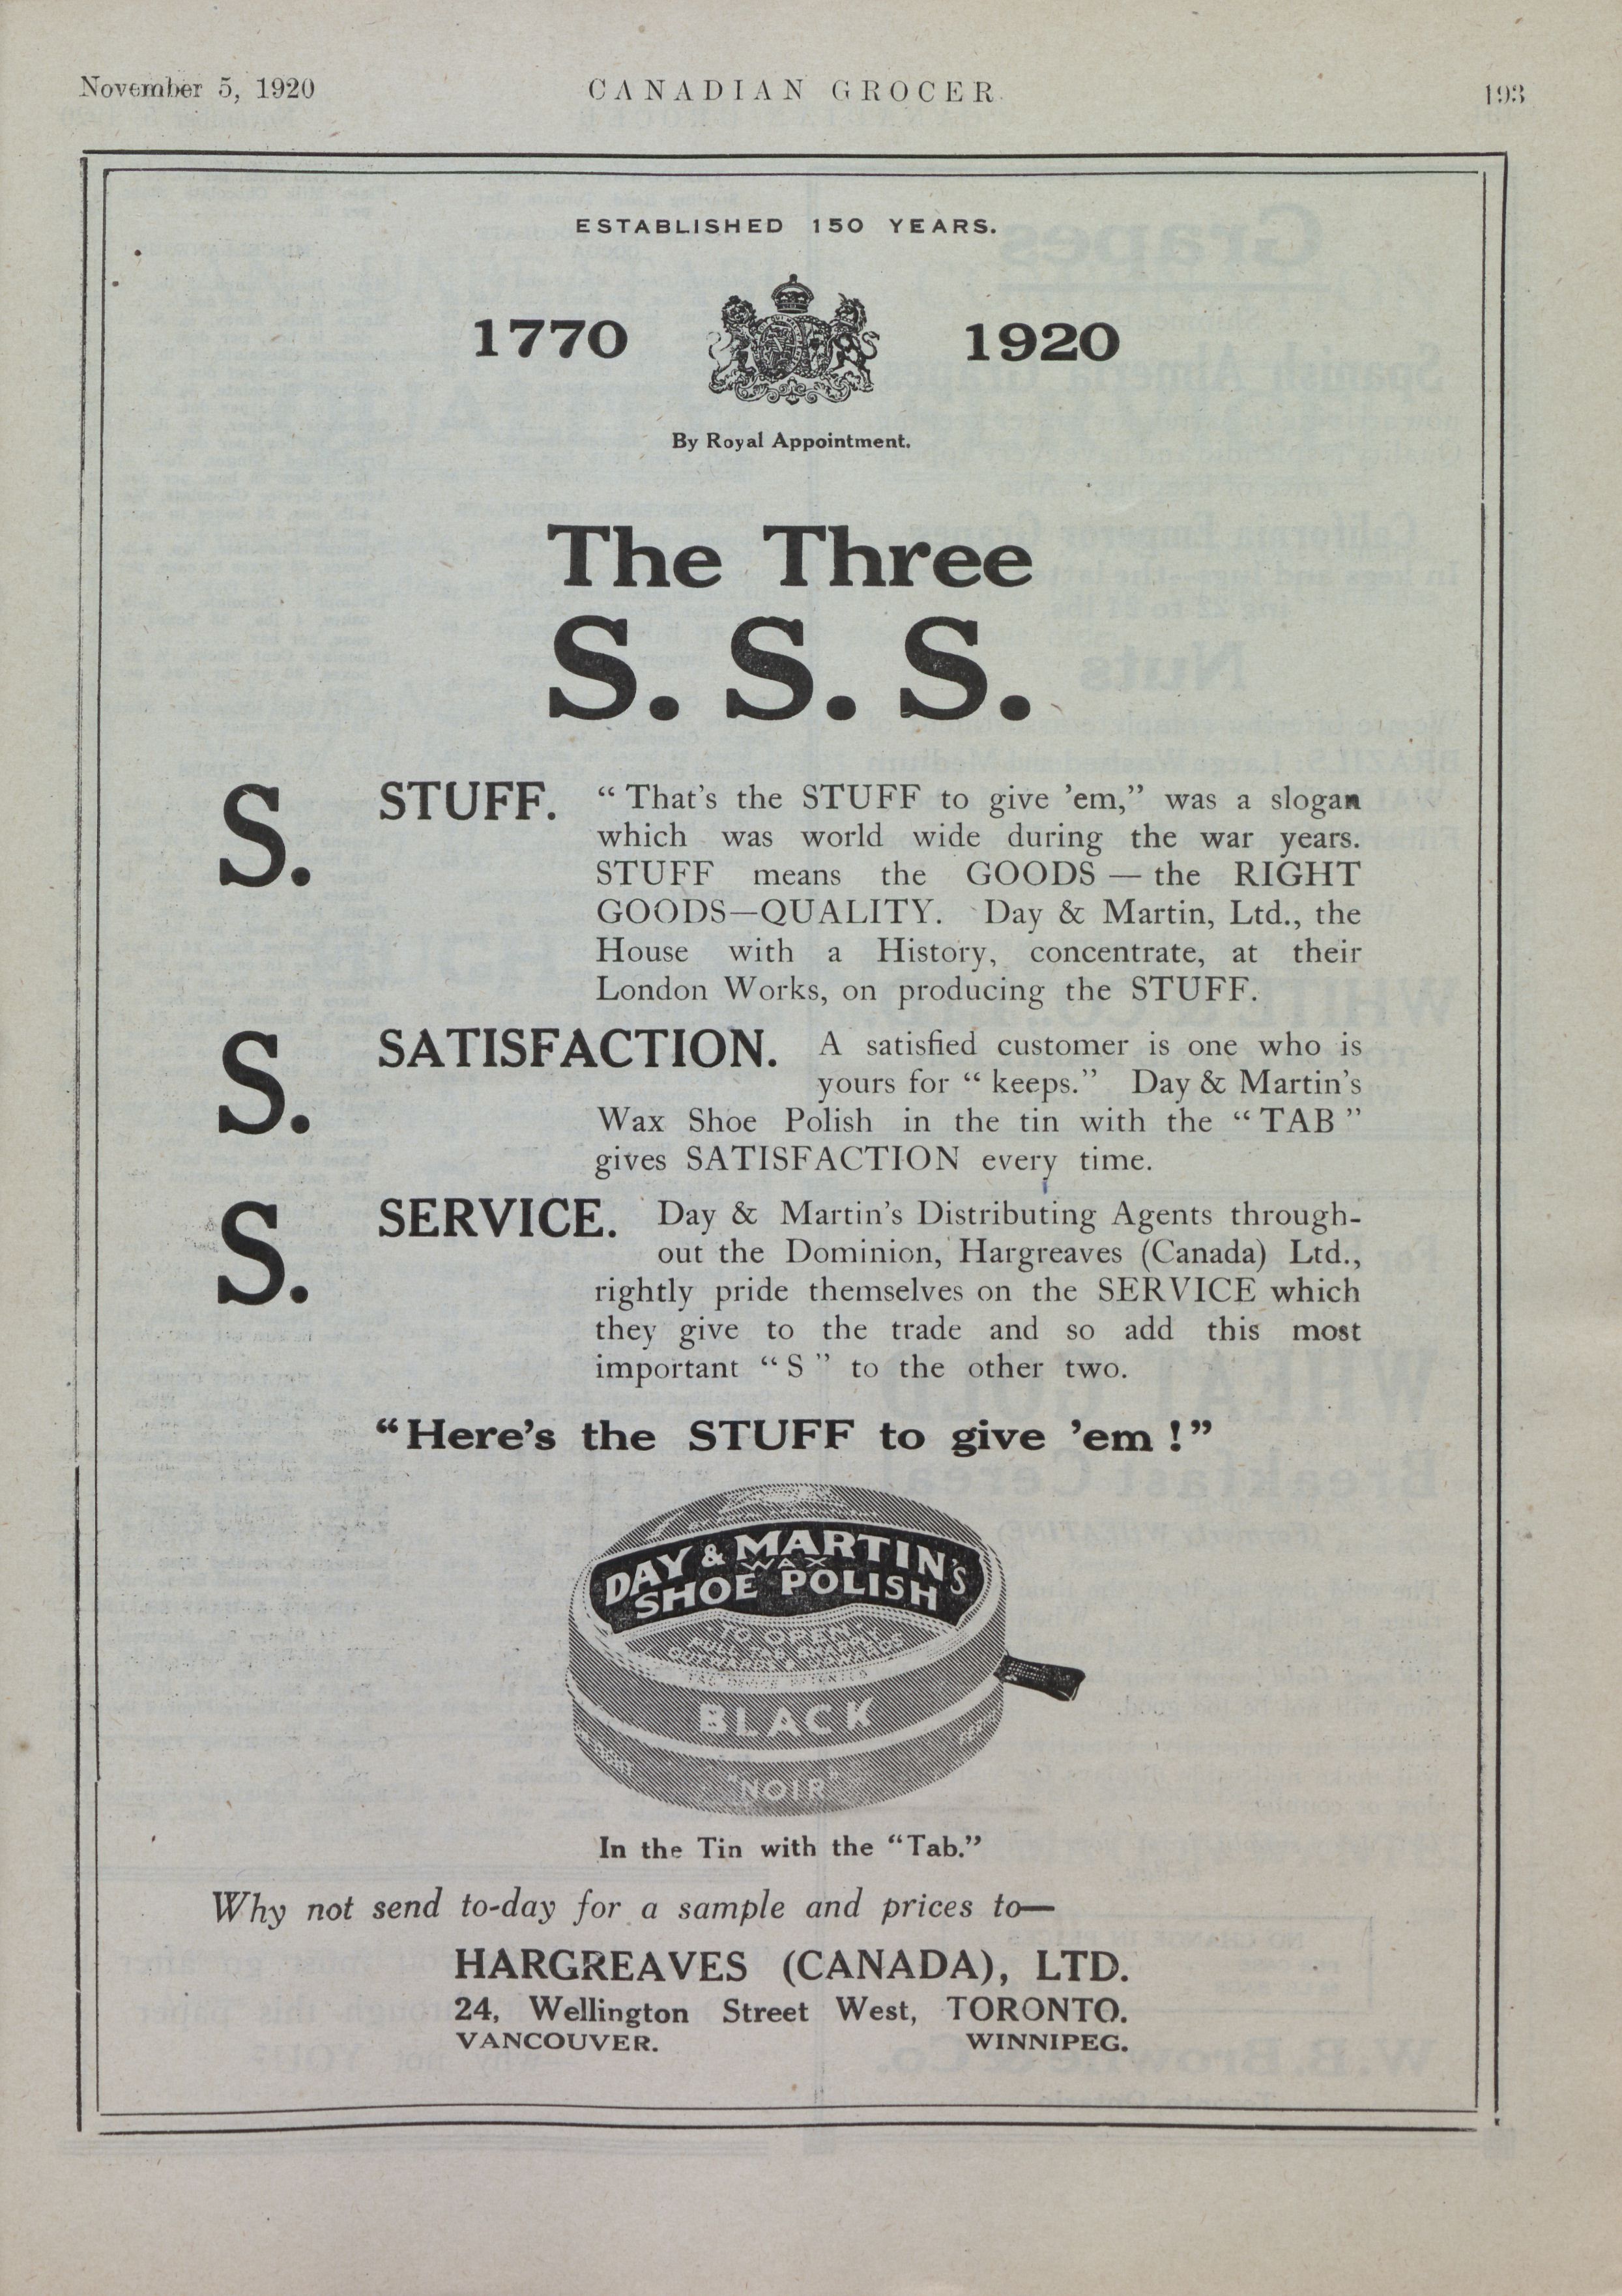 November 5, 1920 CANADIAN GROCER. 193
ESTABLISHED 150 YEARS.
1770 1920
By Royal Appointment.
The Three
S. S. S.
S. STUFF. “That's the STUFF to give 'em,” was a slogan
which was world wide during the war years.
STUFF means the GOODS — the RIGHT
GOODS—QUALITY. Day & Martin, Ltd., the
House with a History, concentrate, at their
London Works, on producing the STUFF.
S. SATISFACTION. A satisfied customer is one who is
yours for “keeps.” Day & Martin's
Wax Shoe Polish in the tin with the “TAB”
gives SATISFACTION every time.
S. SERVICE. Day & Martin's Distributing Agents through-
out the Dominion, Hargreaves (Canada) Ltd.,
rightly pride themselves on the SERVICE which
they give to the trade and so add this most
important “S” to the other two.
“Here's the STUFF to give 'em!”
DAY & MARTIN'S
WAX
SHOE POLISH
TO OPEN
BLACK
"NOIR"
In the Tin with the “Tab.”
Why not send to-day for a sample and prices to—
HARGREAVES (CANADA), LTD.
24, Wellington Street West, TORONTO.
VANCOUVER. WINNIPEG.